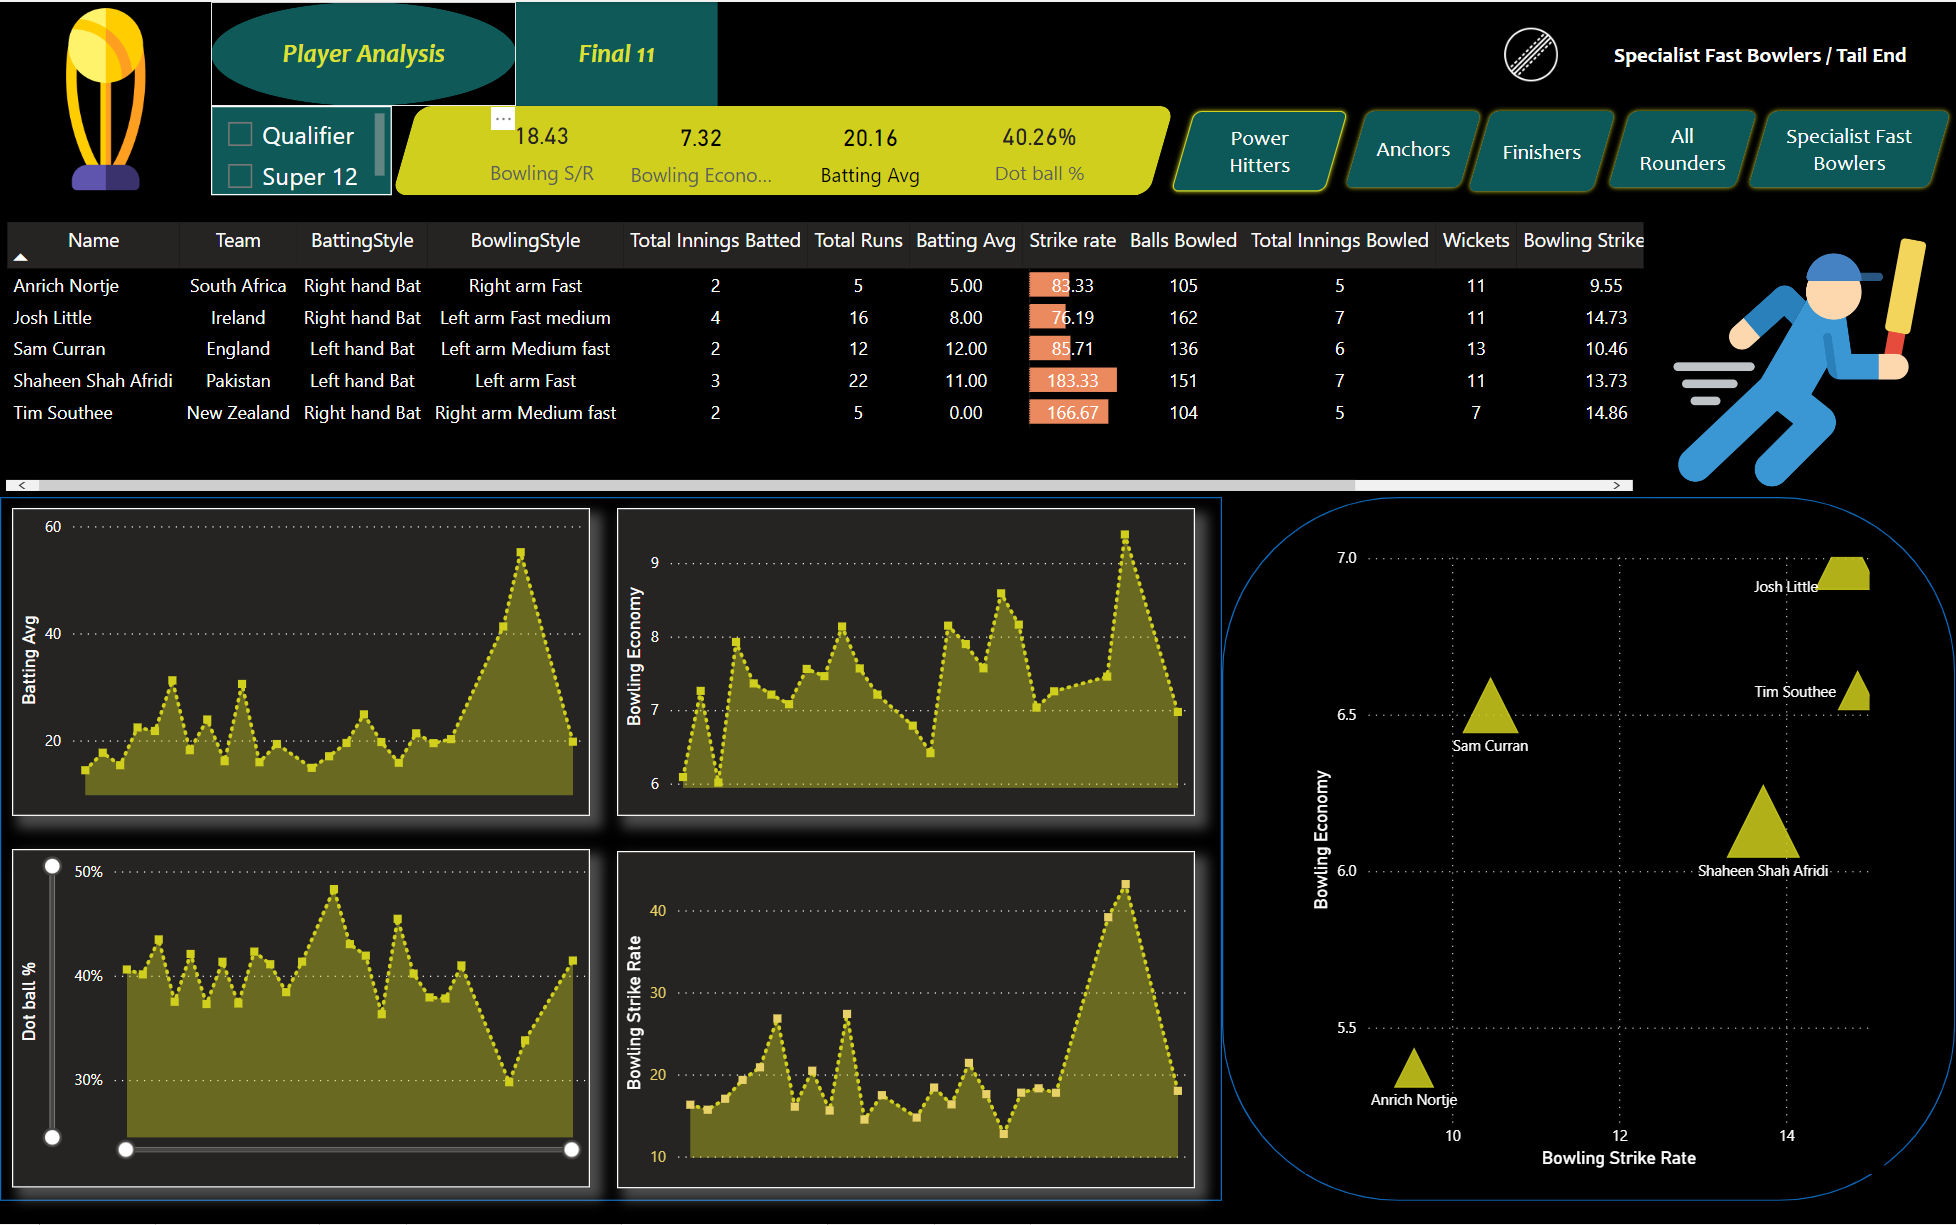 Player Analysis
Final 11
Specialist Fast Bowlers / Tail End
Qualifier
Super 12
...
18.43
7.32
20.16
40.26%
Bowling S/R
Bowling Econo...
Batting Avg
Dot ball %
Power
Hitters
Anchors
Finishers
All
Rounders
Specialist Fast
Bowlers
Name Team BattingStyle BowlingStyle Total Innings Batted Total Runs Batting Avg Strike rate Balls Bowled Total Innings Bowled Wickets Bowling Strike
Anrich Nortje South Africa Right hand Bat Right arm Fast 2 5 5.00 83.33 105 5 11 9.55
Josh Little Ireland Right hand Bat Left arm Fast medium 4 16 8.00 76.19 162 7 11 14.73
Sam Curran England Left hand Bat Left arm Medium fast 2 12 12.00 85.71 136 6 13 10.46
Shaheen Shah Afridi Pakistan Left hand Bat Left arm Fast 3 22 11.00 183.33 151 7 11 13.73
Tim Southee New Zealand Right hand Bat Right arm Medium fast 2 5 0.00 166.67 104 5 7 14.86
60
40
20
Batting Avg
9
8
7
6
Bowling Economy
50%
40%
30%
Dot ball %
40
30
20
10
Bowling Strike Rate
7.0
6.5
6.0
5.5
Bowling Economy
Josh Little
Tim Southee
Sam Curran
Shaheen Shah Afridi
Anrich Nortje
10 12 14
Bowling Strike Rate